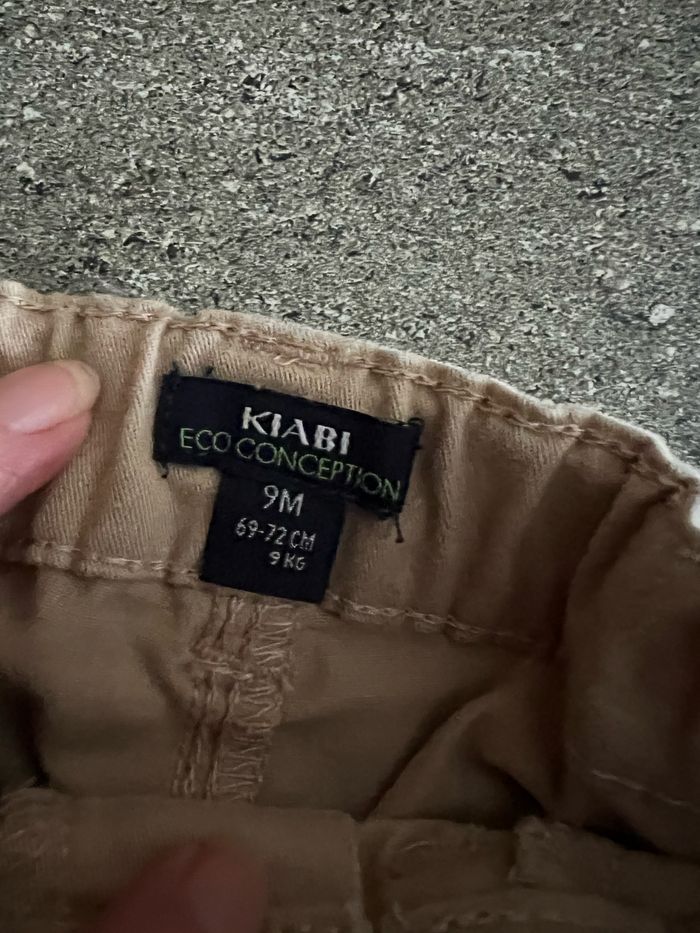 KIABI
ECO CONCEPTION
9M
69-72 CM
9 KG